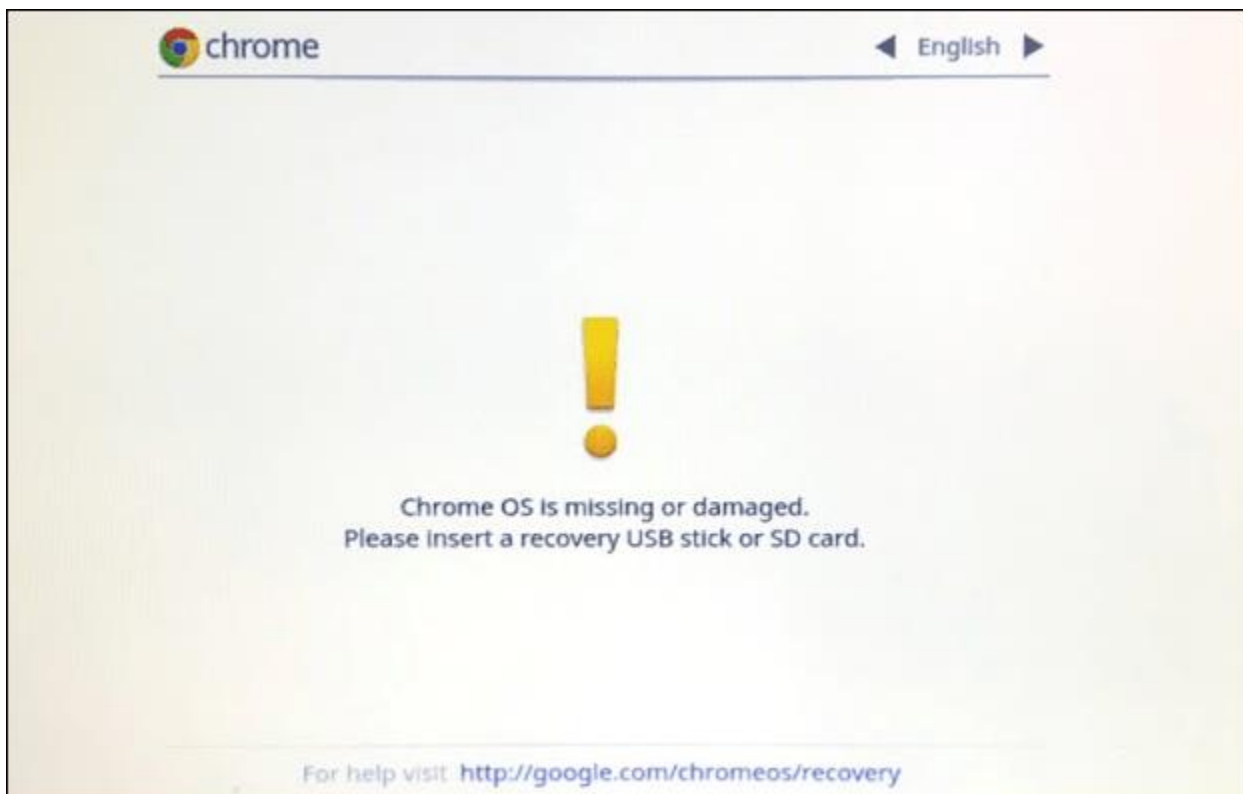 chrome
English
Chrome OS is missing or damaged.
Please insert a recovery USB stick or SD card.
For help visit http://google.com/chromeos/recovery